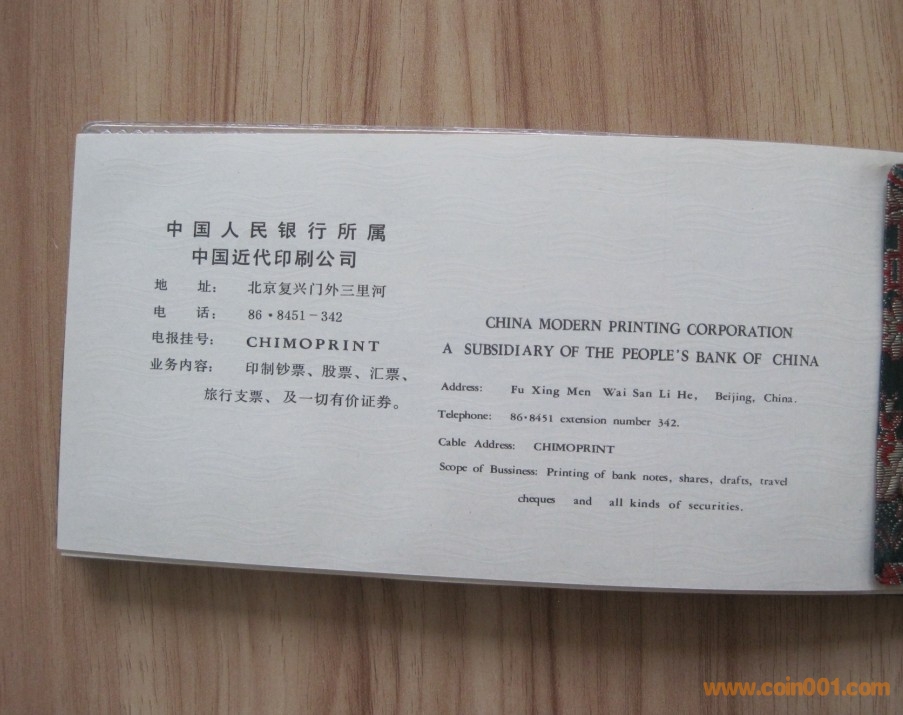 中国人民银行所属
中国近代印刷公司
地 址: 北京复兴门外三里河
电 话: 86·8451-342
电报挂号: CHIMOPRINT
业务内容: 印制钞票、股票、汇票、
旅行支票、及一切有价证券。
CHINA MODERN PRINTING CORPORATION
A SUBSIDIARY OF THE PEOPLE'S BANK OF CHINA
Address: Fu Xing Men Wai San Li He, Beijing, China.
Telephone: 86·8451 extension number 342.
Cable Address: CHIMOPRINT
Scope of Bussiness: Printing of bank notes, shares, drafts, travel
cheques and all kinds of securities.
www.coin001.com